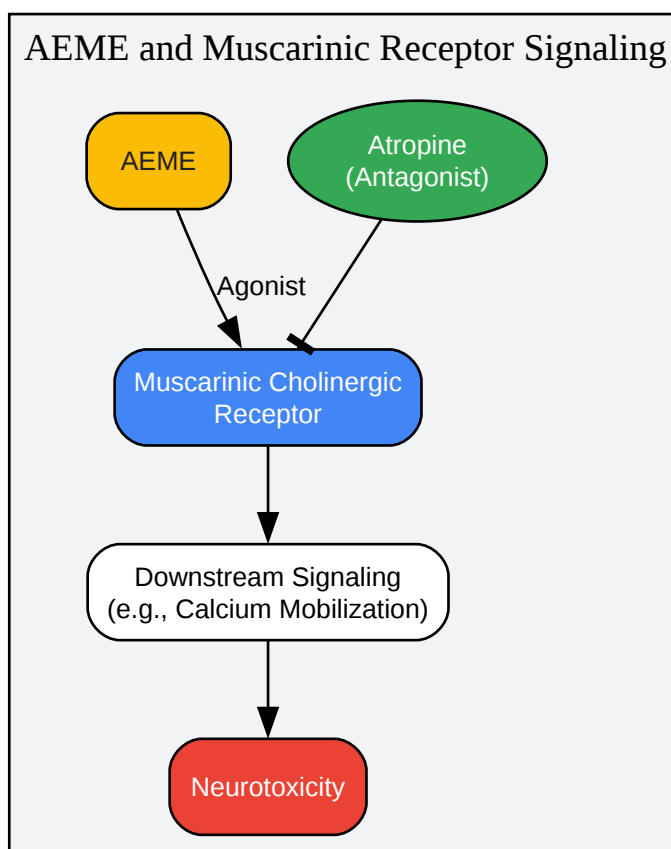 AEME and Muscarinic Receptor Signaling
AEME
Atropine
(Antagonist)
Agonist
Muscarinic Cholinergic
Receptor
Downstream Signaling
(e.g., Calcium Mobilization)
Neurotoxicity